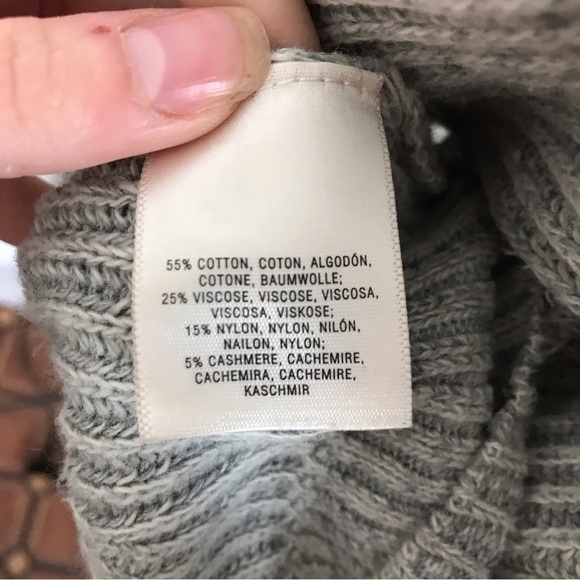 55% COTTON, COTON, ALGODÓN,
COTONE, BAUMWOLLE;
25% VISCOSE, VISCOSE, VISCOSA,
VISCOSA, VISKOSE;
15% NYLON, NYLON, NILÓN,
NAILON, NYLON;
5% CASHMERE, CACHEMIRE,
CACHEMIRA, CACHEMIRE,
KASCHMIR